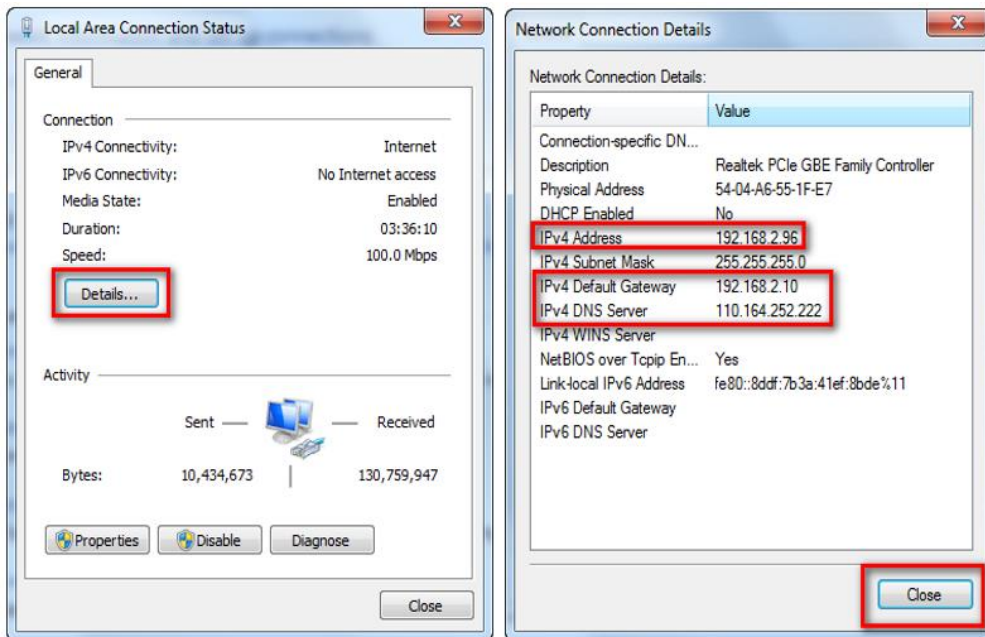 Local Area Connection Status
General
Connection
IPv4 Connectivity: Internet
IPv6 Connectivity: No Internet access
Media State: Enabled
Duration: 03:36:10
Speed: 100.0 Mbps
Details...
Activity
Sent Received
Bytes: 10,434,673 130,759,947
Properties Disable Diagnose
Close
Network Connection Details
Network Connection Details:
Property Value
Connection-specific DN...
Description Realtek PCIe GBE Family Controller
Physical Address 54-04-A6-55-1F-E7
DHCP Enabled No
IPv4 Address 192.168.2.96
IPv4 Subnet Mask 255.255.255.0
IPv4 Default Gateway 192.168.2.10
IPv4 DNS Server 110.164.252.222
IPv4 WINS Server
NetBIOS over Tcpip En... Yes
Link-local IPv6 Address fe80::8ddf:7b3a:41ef:8bde%11
IPv6 Default Gateway
IPv6 DNS Server
Close